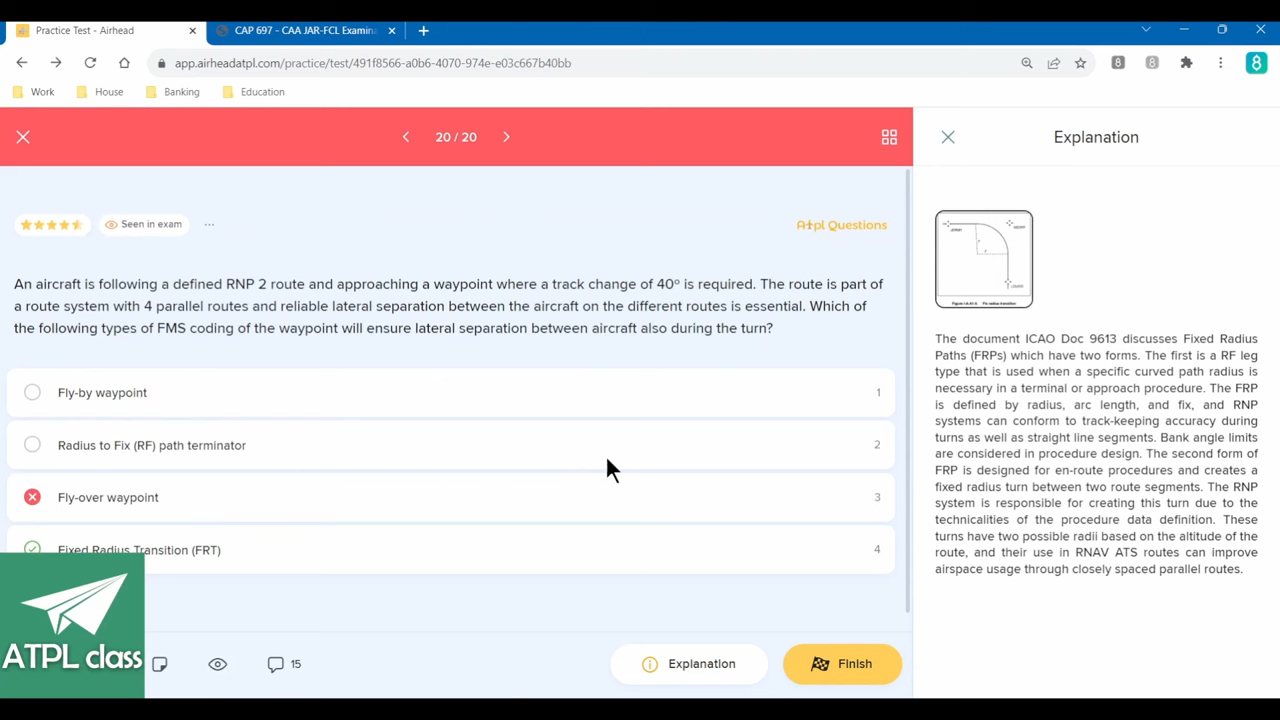 Practice Test - Airhead
CAP 697 - CAA JAR-FCL Examina
app.airheadatpl.com/practice/test/491f8566-a0b6-4070-974e-e03c667b40bb
Work House Banking Education
20 / 20
Explanation
Seen in exam
Atpl Questions
An aircraft is following a defined RNP 2 route and approaching a waypoint where a track change of 40º is required. The route is part of
a route system with 4 parallel routes and reliable lateral separation between the aircraft on the different routes is essential. Which of
the following types of FMS coding of the waypoint will ensure lateral separation between aircraft also during the turn?
Fly-by waypoint 1
Radius to Fix (RF) path terminator 2
Fly-over waypoint 3
Fixed Radius Transition (FRT) 4
ATPL class
15
Explanation
Finish
The document ICAO Doc 9613 discusses Fixed Radius
Paths (FRPs) which have two forms. The first is a RF leg
type that is used when a specific curved path radius is
necessary in a terminal or approach procedure. The FRP
is defined by radius, arc length, and fix, and RNP
systems can conform to track-keeping accuracy during
turns as well as straight line segments. Bank angle limits
are considered in procedure design. The second form of
FRP is designed for en-route procedures and creates a
fixed radius turn between two route segments. The RNP
system is responsible for creating this turn due to the
technicalities of the procedure data definition. These
turns have two possible radii based on the altitude of the
route, and their use in RNAV ATS routes can improve
airspace usage through closely spaced parallel routes.